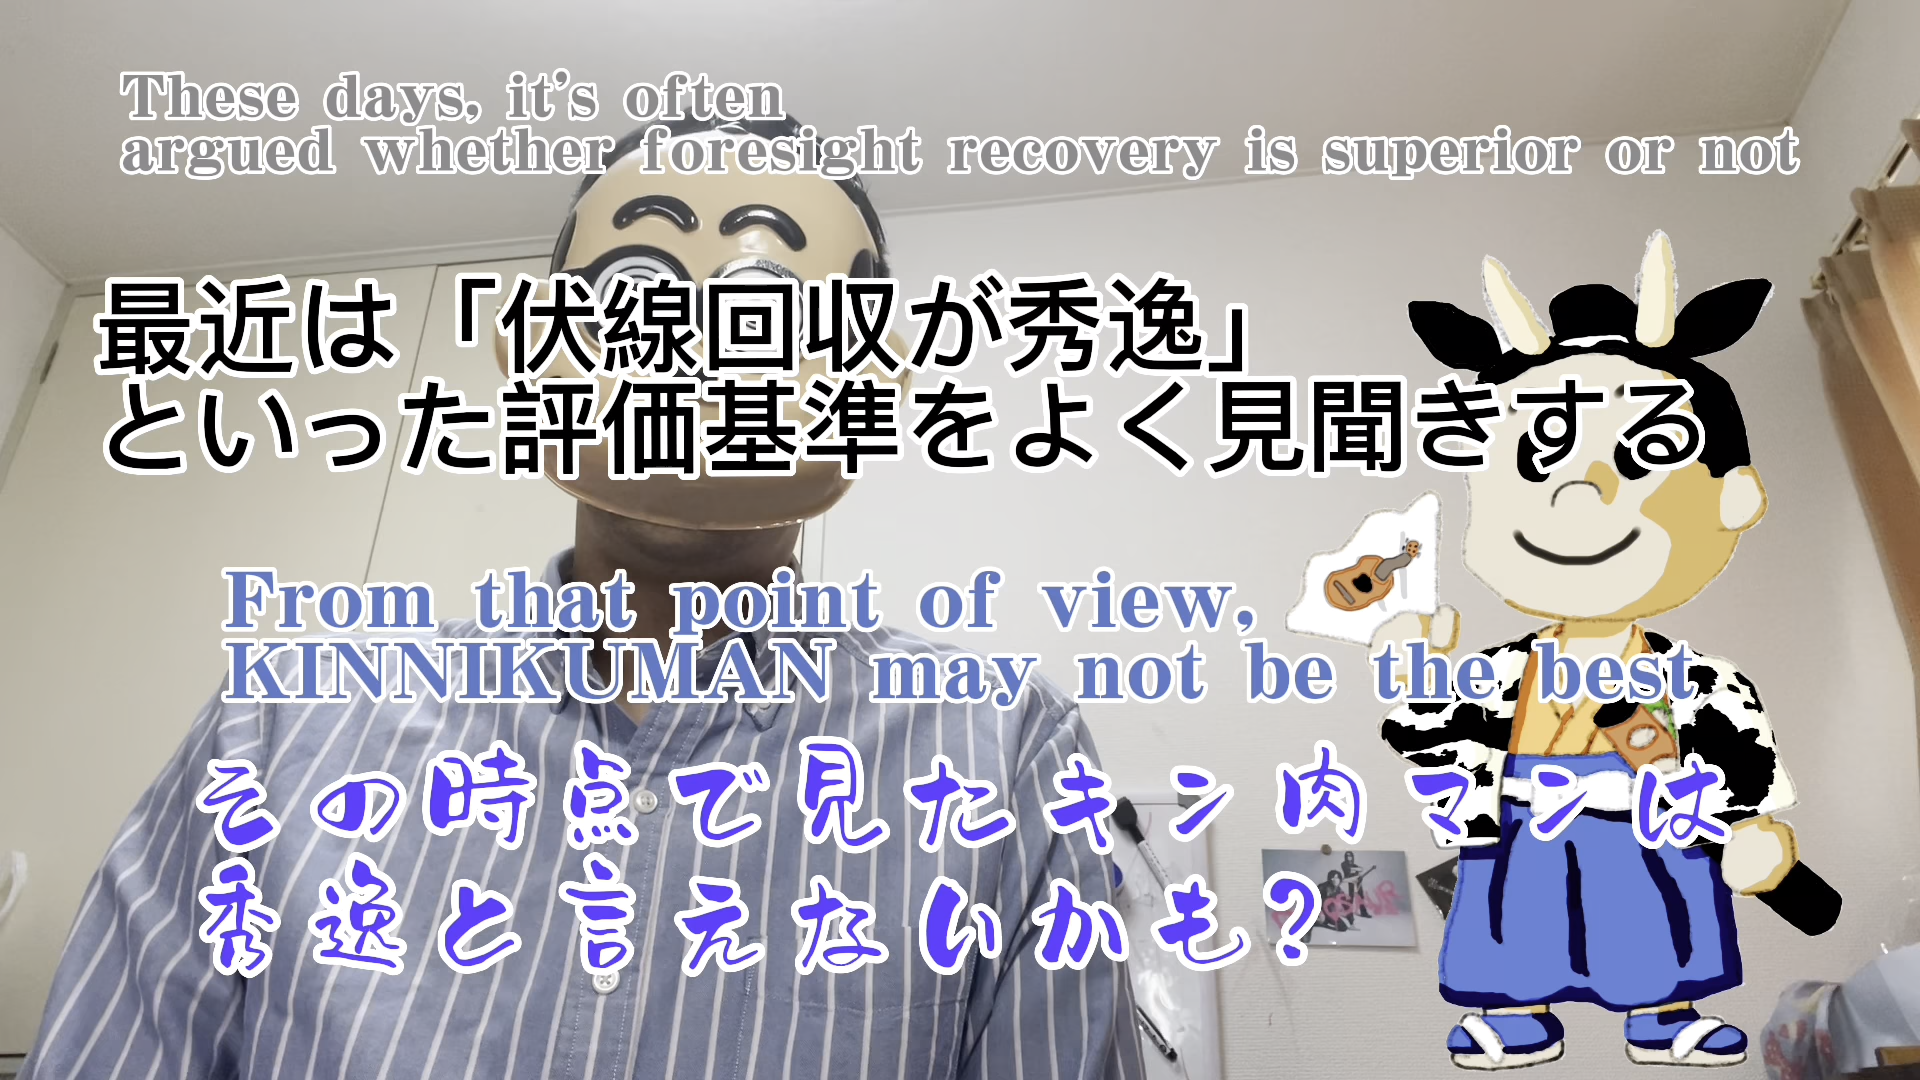 These days, it's often
argued whether foresight recovery is superior or not
最近は「伏線回収が秀逸」
といった評価基準をよく見聞きする
From that point of view,
KINNIKUMAN may not be the best
その時点で見たキン肉マンは
秀逸と言えないかも?